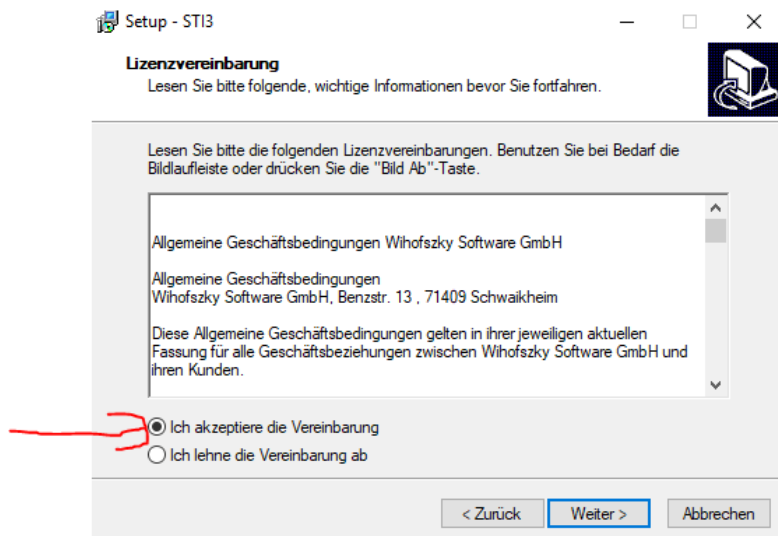 Setup - STI3
Lizenzvereinbarung
Lesen Sie bitte folgende, wichtige Informationen bevor Sie fortfahren.
Lesen Sie bitte die folgenden Lizenzvereinbarungen. Benutzen Sie bei Bedarf die
Bildlaufleiste oder drücken Sie die "Bild Ab"-Taste.
Allgemeine Geschäftsbedingungen Wihofszky Software GmbH
Allgemeine Geschäftsbedingungen
Wihofszky Software GmbH, Benzstr. 13 , 71409 Schwaikheim
Diese Allgemeine Geschäftsbedingungen gelten in ihrer jeweiligen aktuellen
Fassung für alle Geschäftsbeziehungen zwischen Wihofszky Software GmbH und
ihren Kunden.
Ich akzeptiere die Vereinbarung
Ich lehne die Vereinbarung ab
< Zurück
Weiter >
Abbrechen